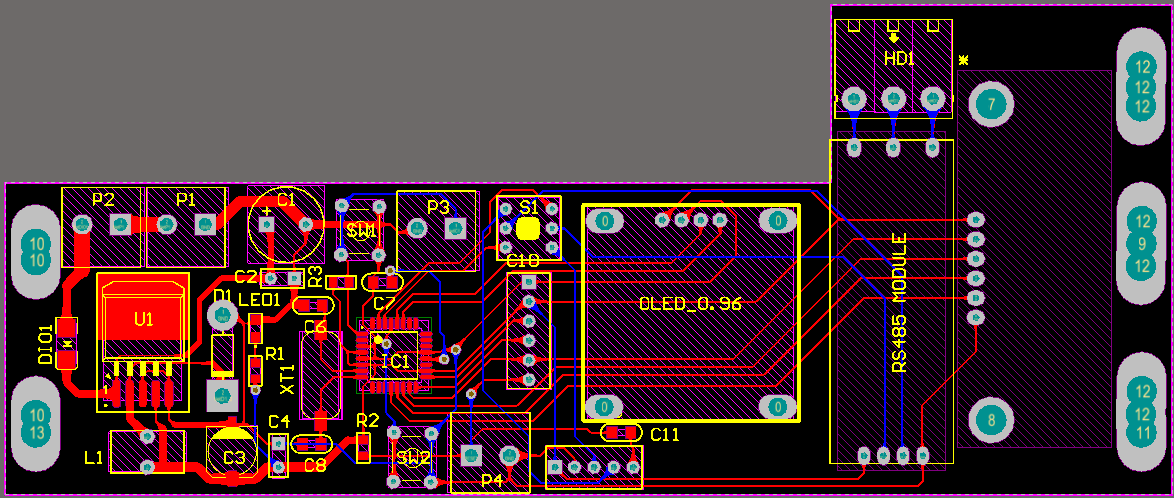 HD1
*
12
12
12
7
P2
P1
C1
+
SW1
P3
S1
0
0
10
10
C2
R3
C10
C7
OLED_0.96
RS485 MODULE
12
9
12
U1
D1
LED1
C6
DIO1
R1
XT1
IC1
1
10
13
C4
R2
0
0
8
12
12
11
L1
C3
C8
SW2
P4
C11